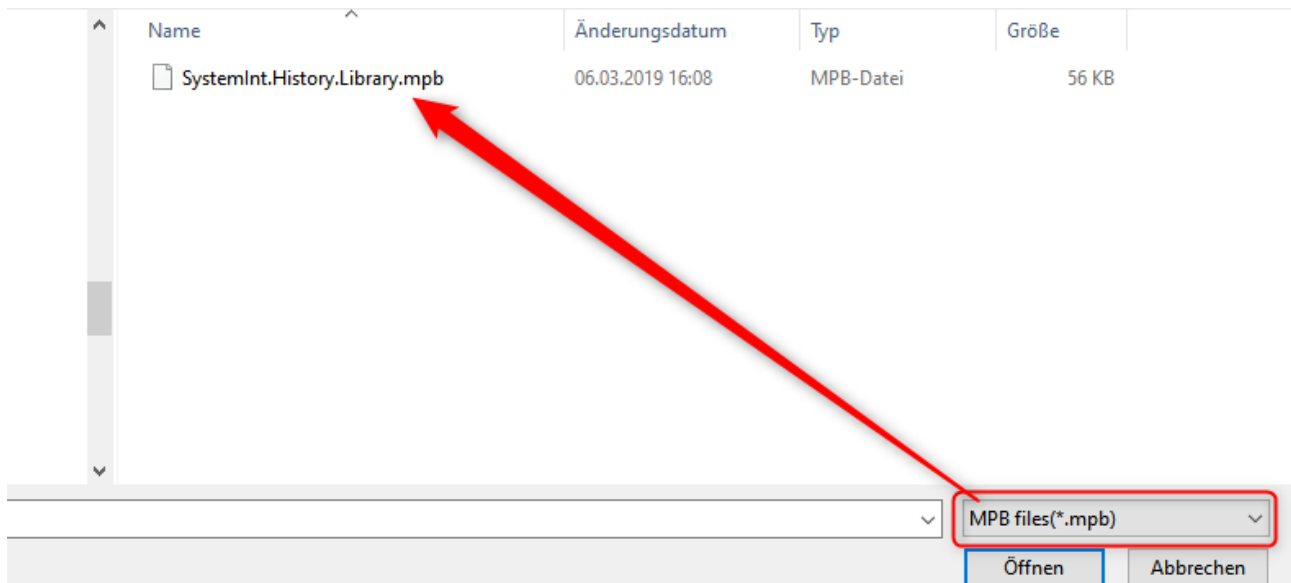 Name Änderungsdatum Typ Größe
SystemInt.History.Library.mpb 06.03.2019 16:08 MPB-Datei 56 KB
MPB files(*.mpb)
Öffnen Abbrechen